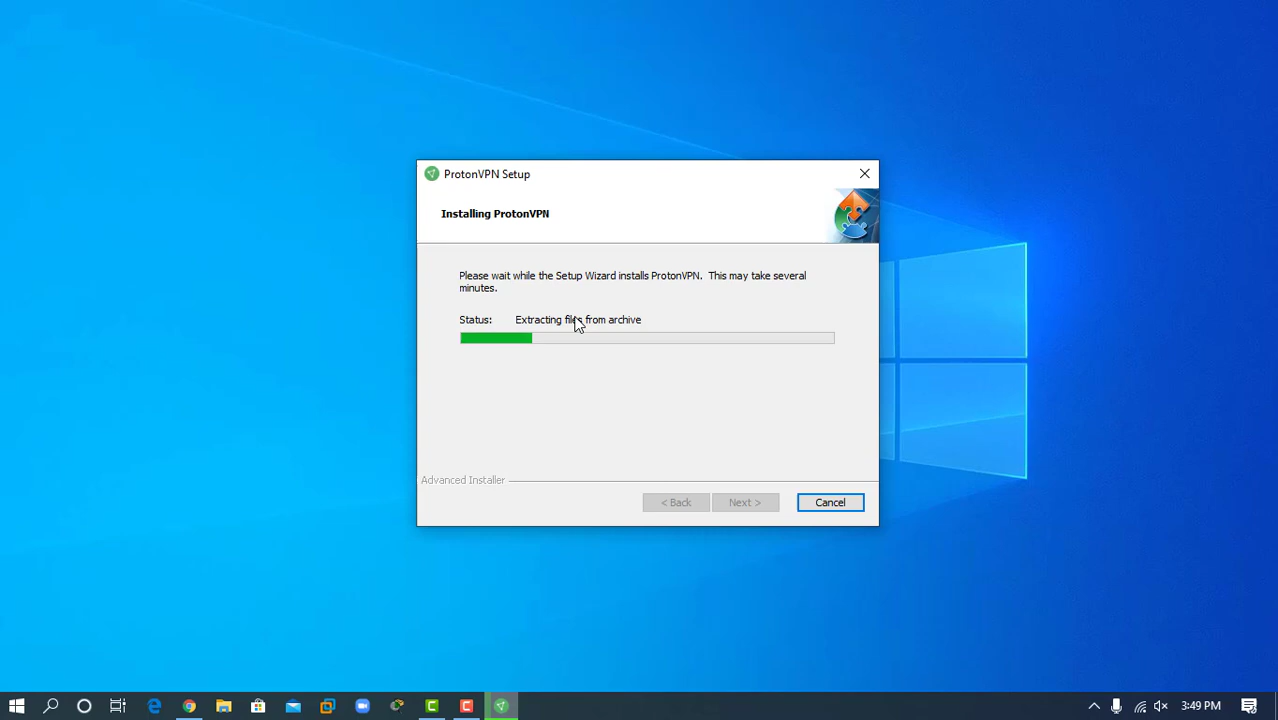 ProtonVPN Setup
Installing ProtonVPN
Please wait while the Setup Wizard installs ProtonVPN. This may take several
minutes.
Status: Extracting files from archive
Advanced Installer
< Back Next > Cancel
3:49 PM